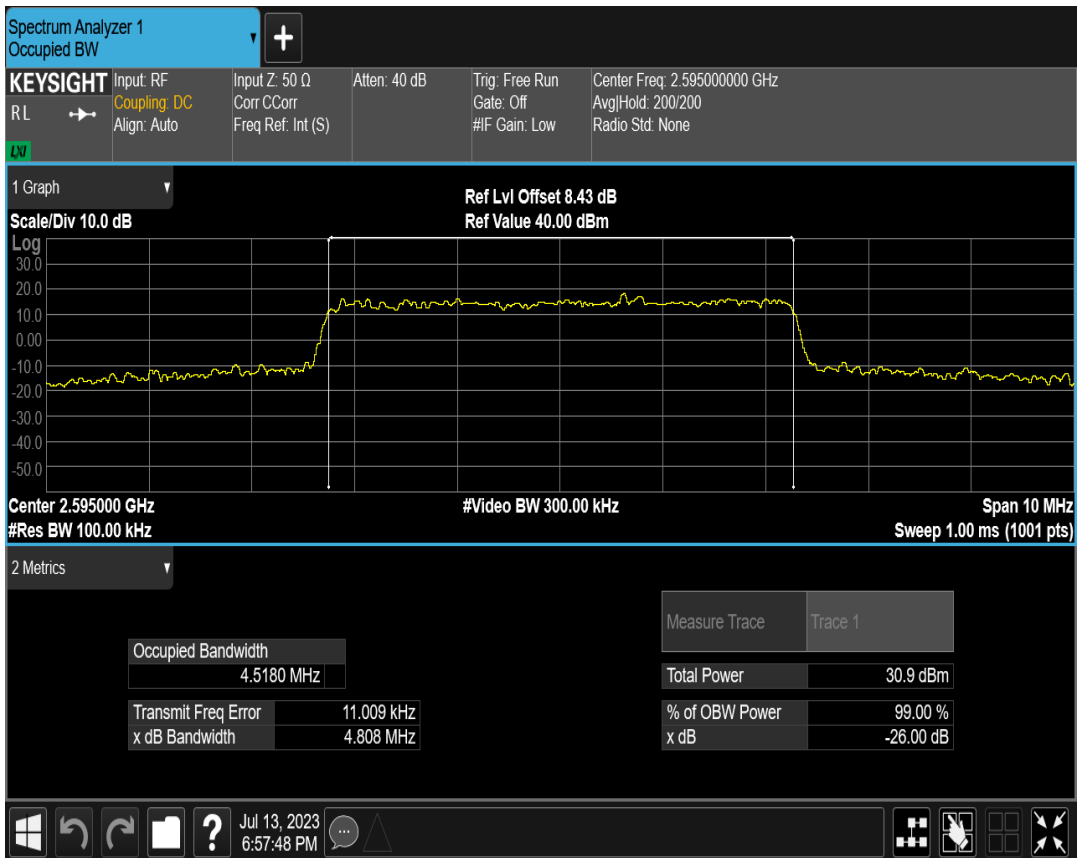 Spectrum Analyzer 1
Occupied BW
+
KEYSIGHT
RL
LXI
Input: RF
Coupling: DC
Align: Auto
Input Z: 50 Ω
Corr CCorr
Freq Ref: Int (S)
Atten: 40 dB
Trig: Free Run
Gate: Off
#IF Gain: Low
Center Freq: 2.595000000 GHz
Avg|Hold: 200/200
Radio Std: None
1 Graph
Scale/Div 10.0 dB
Ref Lvl Offset 8.43 dB
Ref Value 40.00 dBm
Log
30.0
20.0
10.0
0.00
-10.0
-20.0
-30.0
-40.0
-50.0
Center 2.595000 GHz
#Video BW 300.00 kHz
Span 10 MHz
#Res BW 100.00 kHz
Sweep 1.00 ms (1001 pts)
2 Metrics
Occupied Bandwidth
4.5180 MHz
Transmit Freq Error 11.009 kHz
x dB Bandwidth 4.808 MHz
Measure Trace Trace 1
Total Power 30.9 dBm
% of OBW Power 99.00 %
x dB -26.00 dB
?
Jul 13, 2023
6:57:48 PM